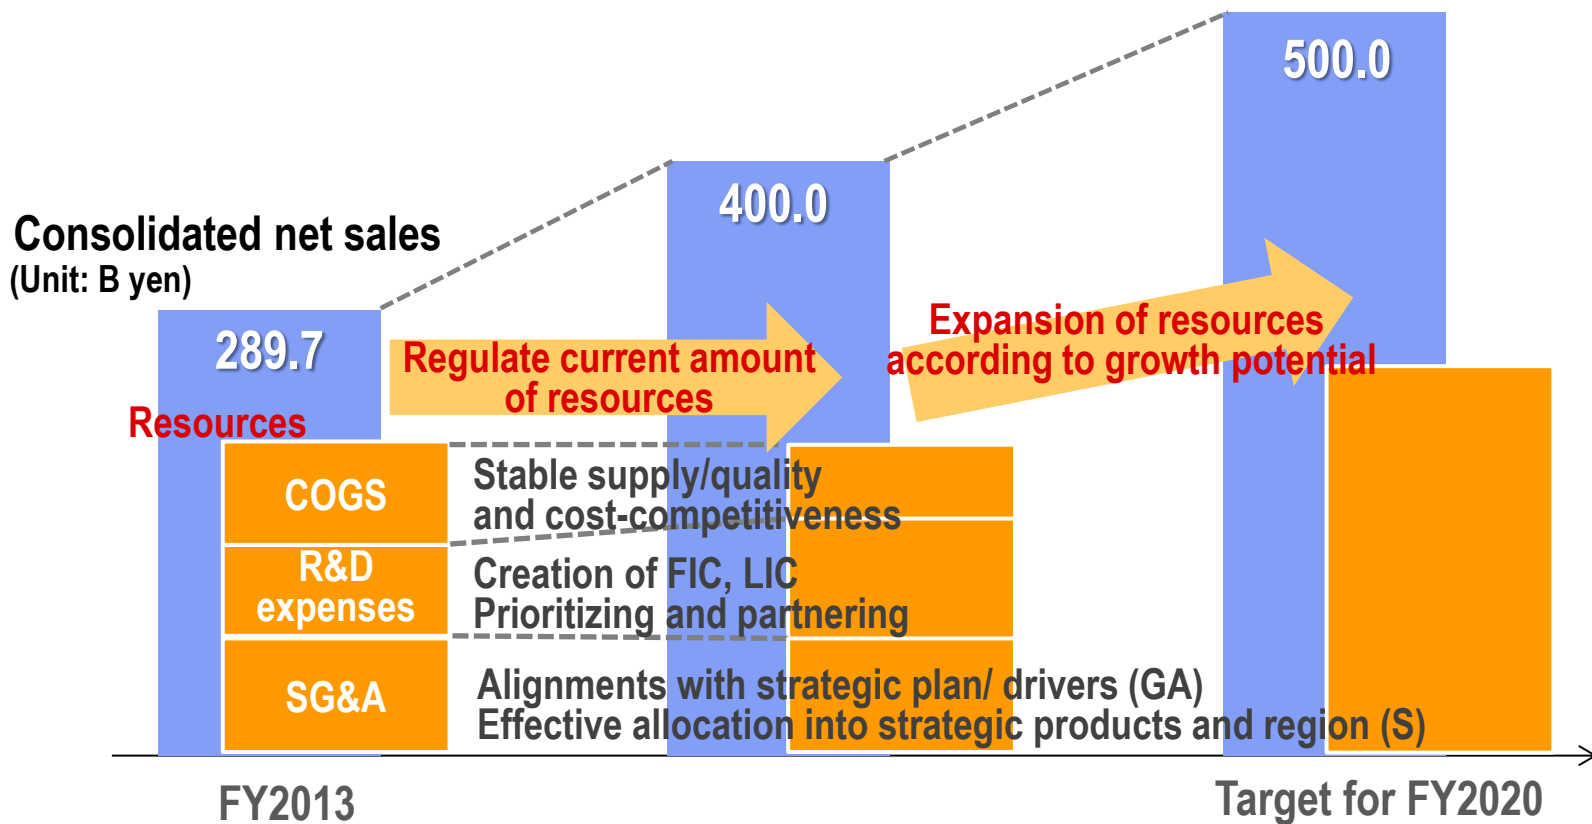 500.0
400.0
Consolidated net sales
(Unit: B yen)
289.7
Regulate current amount
of resources
Expansion of resources
according to growth potential
Resources
COGS
Stable supply/quality
and cost-competitiveness
R&D
expenses
Creation of FIC, LIC
Prioritizing and partnering
SG&A
Alignments with strategic plan/ drivers (GA)
Effective allocation into strategic products and region (S)
FY2013
Target for FY2020